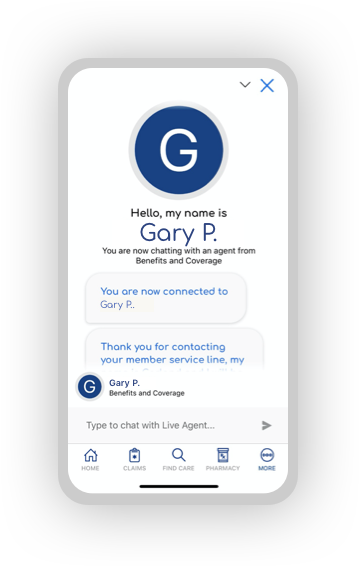 G
Hello, my name is
Gary P.
You are now chatting with an agent from
Benefits and Coverage
You are now connected to
Gary P..
Thank you for contacting
your member service line, my
G
Gary P.
Benefits and Coverage
Type to chat with Live Agent...
HOME CLAIMS FIND CARE PHARMACY MORE